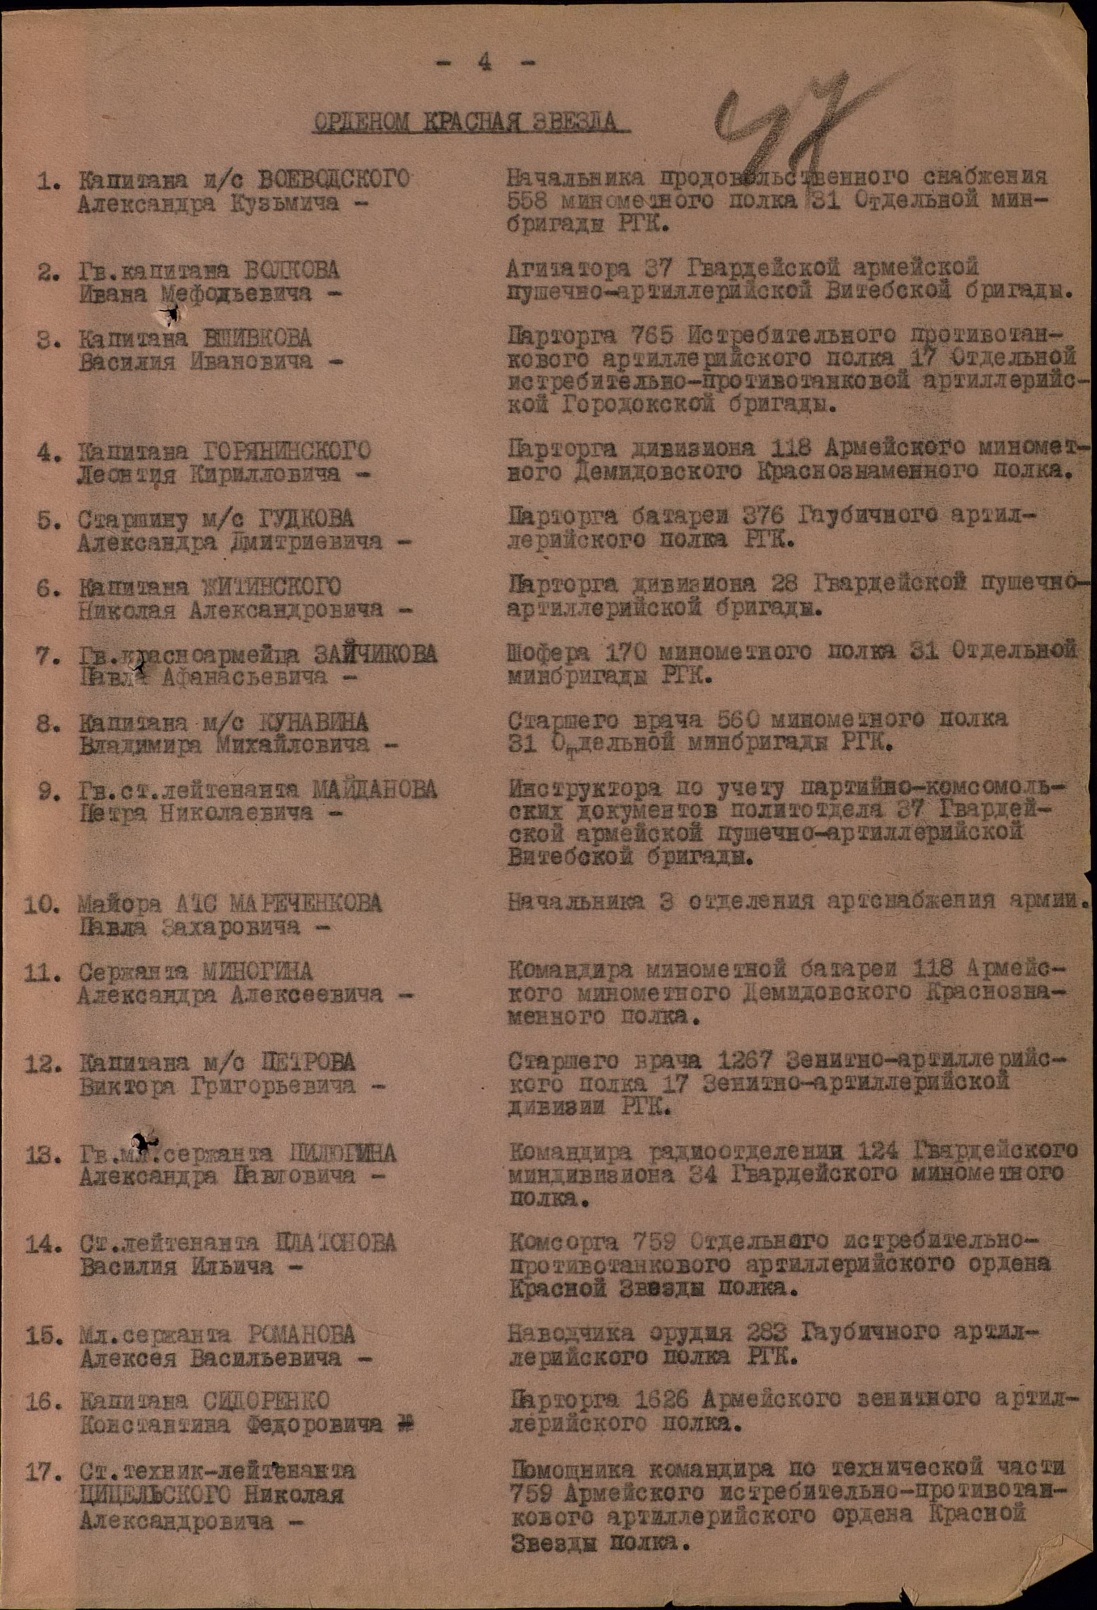 - 4 -
47
ОРДЕНОМ КРАСНАЯ ЗВЕЗДА
1. Капитана и/с ВОЕВОДСКОГО
Александра Кузьмича -
Начальника продовольственного снабжения
558 минометного полка 31 Отдельной мин-
бригады РГК.
2. Гв.капитана ВОЛКОВА
Ивана Мефодьевича -
Агитатора 37 Гвардейской армейской
пушечно-артиллерийской Витебской бригады.
3. Капитана ВШИВКОВА
Василия Ивановича -
Парторга 765 Истребительного противотан-
кового артиллерийского полка 17 Отдельной
истребительно-противотанковой артиллерийс-
кой Городокской бригады.
4. Капитана ГОРЯНИНСКОГО
Леонтия Кирилловича -
Парторга дивизиона 118 Армейского миномет-
ного Демидовского Краснознаменного полка.
5. Старшину м/с ГУДКОВА
Александра Дмитриевича -
Парторга батареи 376 Гаубичного артил-
лерийского полка РГК.
6. Капитана ЖИТИНСКОГО
Николая Александровича -
Парторга дивизиона 28 Гвардейской пушечно-
артиллерийской бригады.
7. Гв.красноармейца ЗАЙЧИКОВА
Павла Афанасьевича -
Шофера 170 минометного полка 31 Отдельной
минбригады РГК.
8. Капитана м/с КУНАВИНА
Владимира Михайловича -
Старшего врача 560 минометного полка
31 Отдельной минбригады РГК.
9. Гв.ст.лейтенанта МАЙДАНОВА
Петра Николаевича -
Инструктора по учету партийно-комсомоль-
ских документов политотдела 37 Гвардей-
ской армейской пушечно-артиллерийской
Витебской бригады.
10. Майора АТС МАРЕЧЕНКОВА
Павла Захаровича -
Начальника 3 отделения артснабжения армии.
11. Сержанта МИНОГИНА
Александра Алексеевича -
Командира минометной батареи 118 Армейс-
кого минометного Демидовского Краснозна-
менного полка.
12. Капитана м/с ПЕТРОВА
Виктора Григорьевича -
Старшего врача 1267 Зенитно-артиллерийс-
кого полка 17 Зенитно-артиллерийской
дивизии РГК.
13. Гв.мл.сержанта ПИЛЮГИНА
Александра Павловича -
Командира радиоотделения 124 Гвардейского
миндивизиона 34 Гвардейского минометного
полка.
14. Ст.лейтенанта ПЛАТОНОВА
Василия Ильича -
Комсорга 759 Отдельного истребительно-
противотанкового артиллерийского ордена
Красной Звезды полка.
15. Мл.сержанта РОМАНОВА
Алексея Васильевича -
Наводчика орудия 283 Гаубичного артил-
лерийского полка РГК.
16. Капитана СИДОРЕНКО
Константина Федоровича
Парторга 1626 Армейского зенитного артил-
лерийского полка.
17. Ст.техник-лейтенанта
ЦИЦЕЛЬСКОГО Николая
Александровича -
Помощника командира по технической части
759 Армейского истребительно-противотан-
кового артиллерийского ордена Красной
Звезды полка.